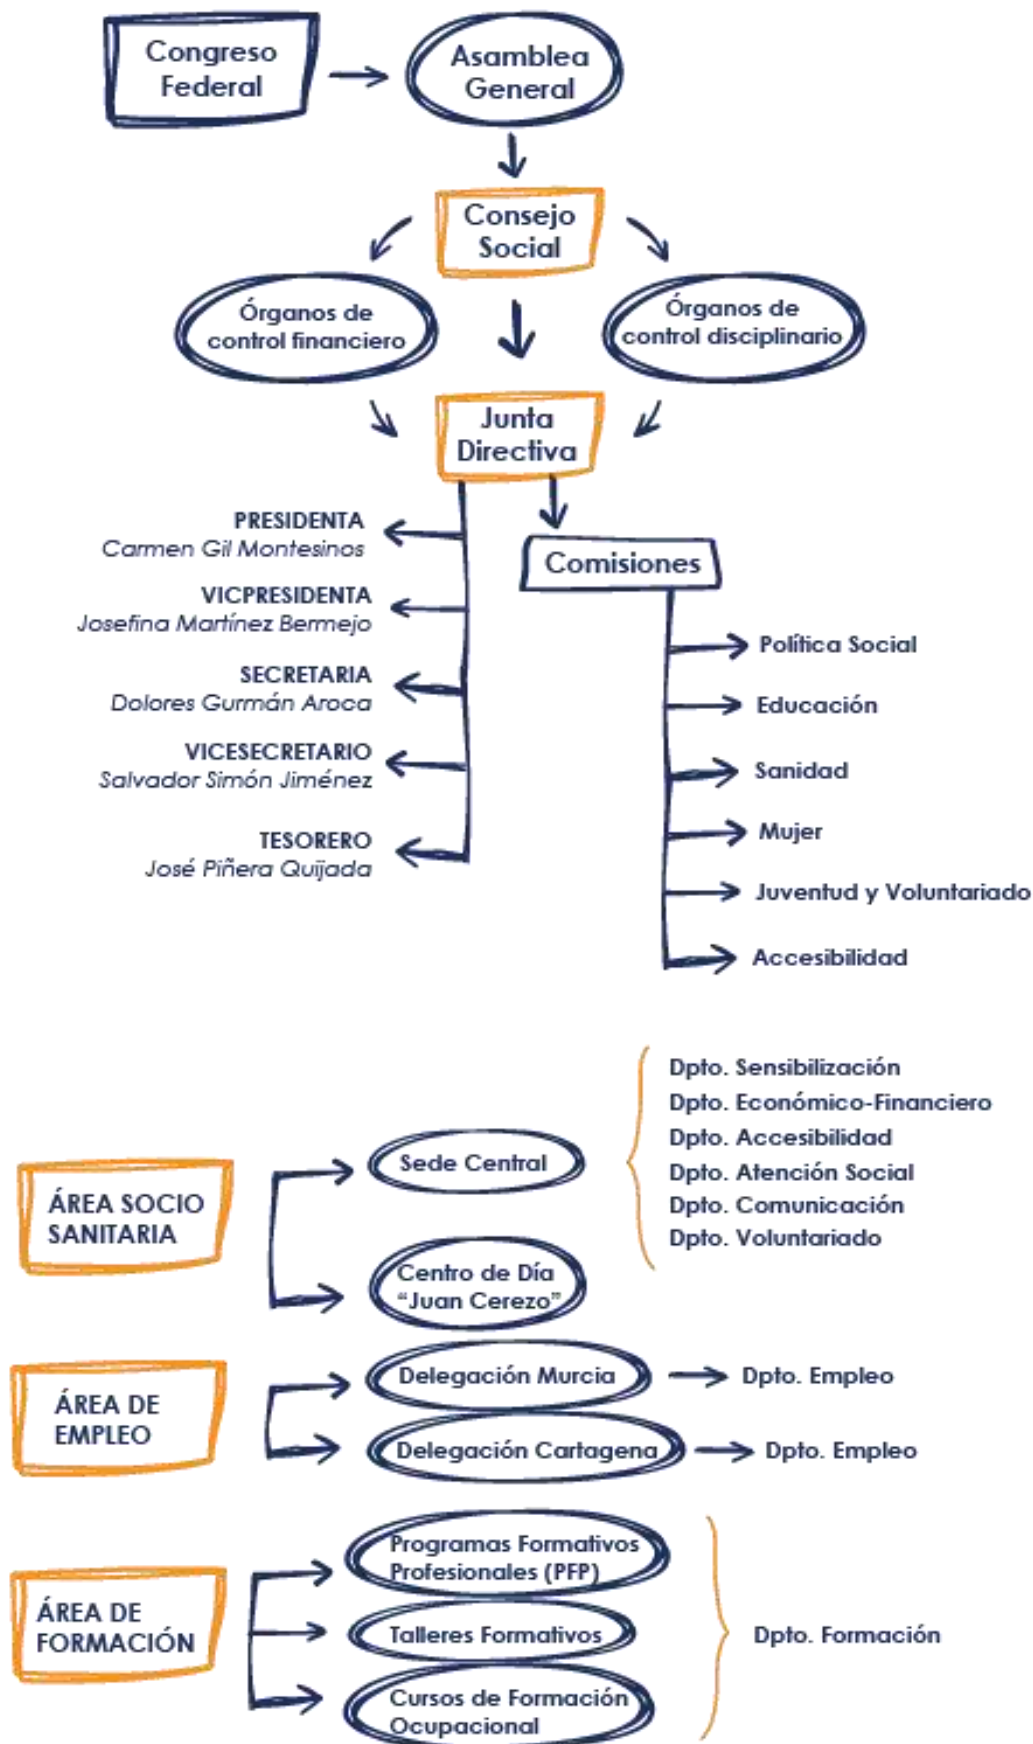 Congreso
Federal
Asamblea
General
Consejo
Social
Órganos de
control financiero
Órganos de
control disciplinario
Junta
Directiva
PRESIDENTA
Carmen Gil Montesinos
VICPRESIDENTA
Josefina Martínez Bermejo
SECRETARIA
Dolores Gurmán Aroca
VICESECRETARIO
Salvador Simón Jiménez
TESORERO
José Piñera Quijada
Comisiones
Política Social
Educación
Sanidad
Mujer
Juventud y Voluntariado
Accesibilidad
ÁREA SOCIO
SANITARIA
Sede Central
Dpto. Sensibilización
Dpto. Económico-Financiero
Dpto. Accesibilidad
Dpto. Atención Social
Dpto. Comunicación
Dpto. Voluntariado
Centro de Día
“Juan Cerezo”
ÁREA DE
EMPLEO
Delegación Murcia
Dpto. Empleo
Delegación Cartagena
Dpto. Empleo
ÁREA DE
FORMACIÓN
Programas Formativos
Profesionales (PFP)
Talleres Formativos
Cursos de Formación
Ocupacional
Dpto. Formación